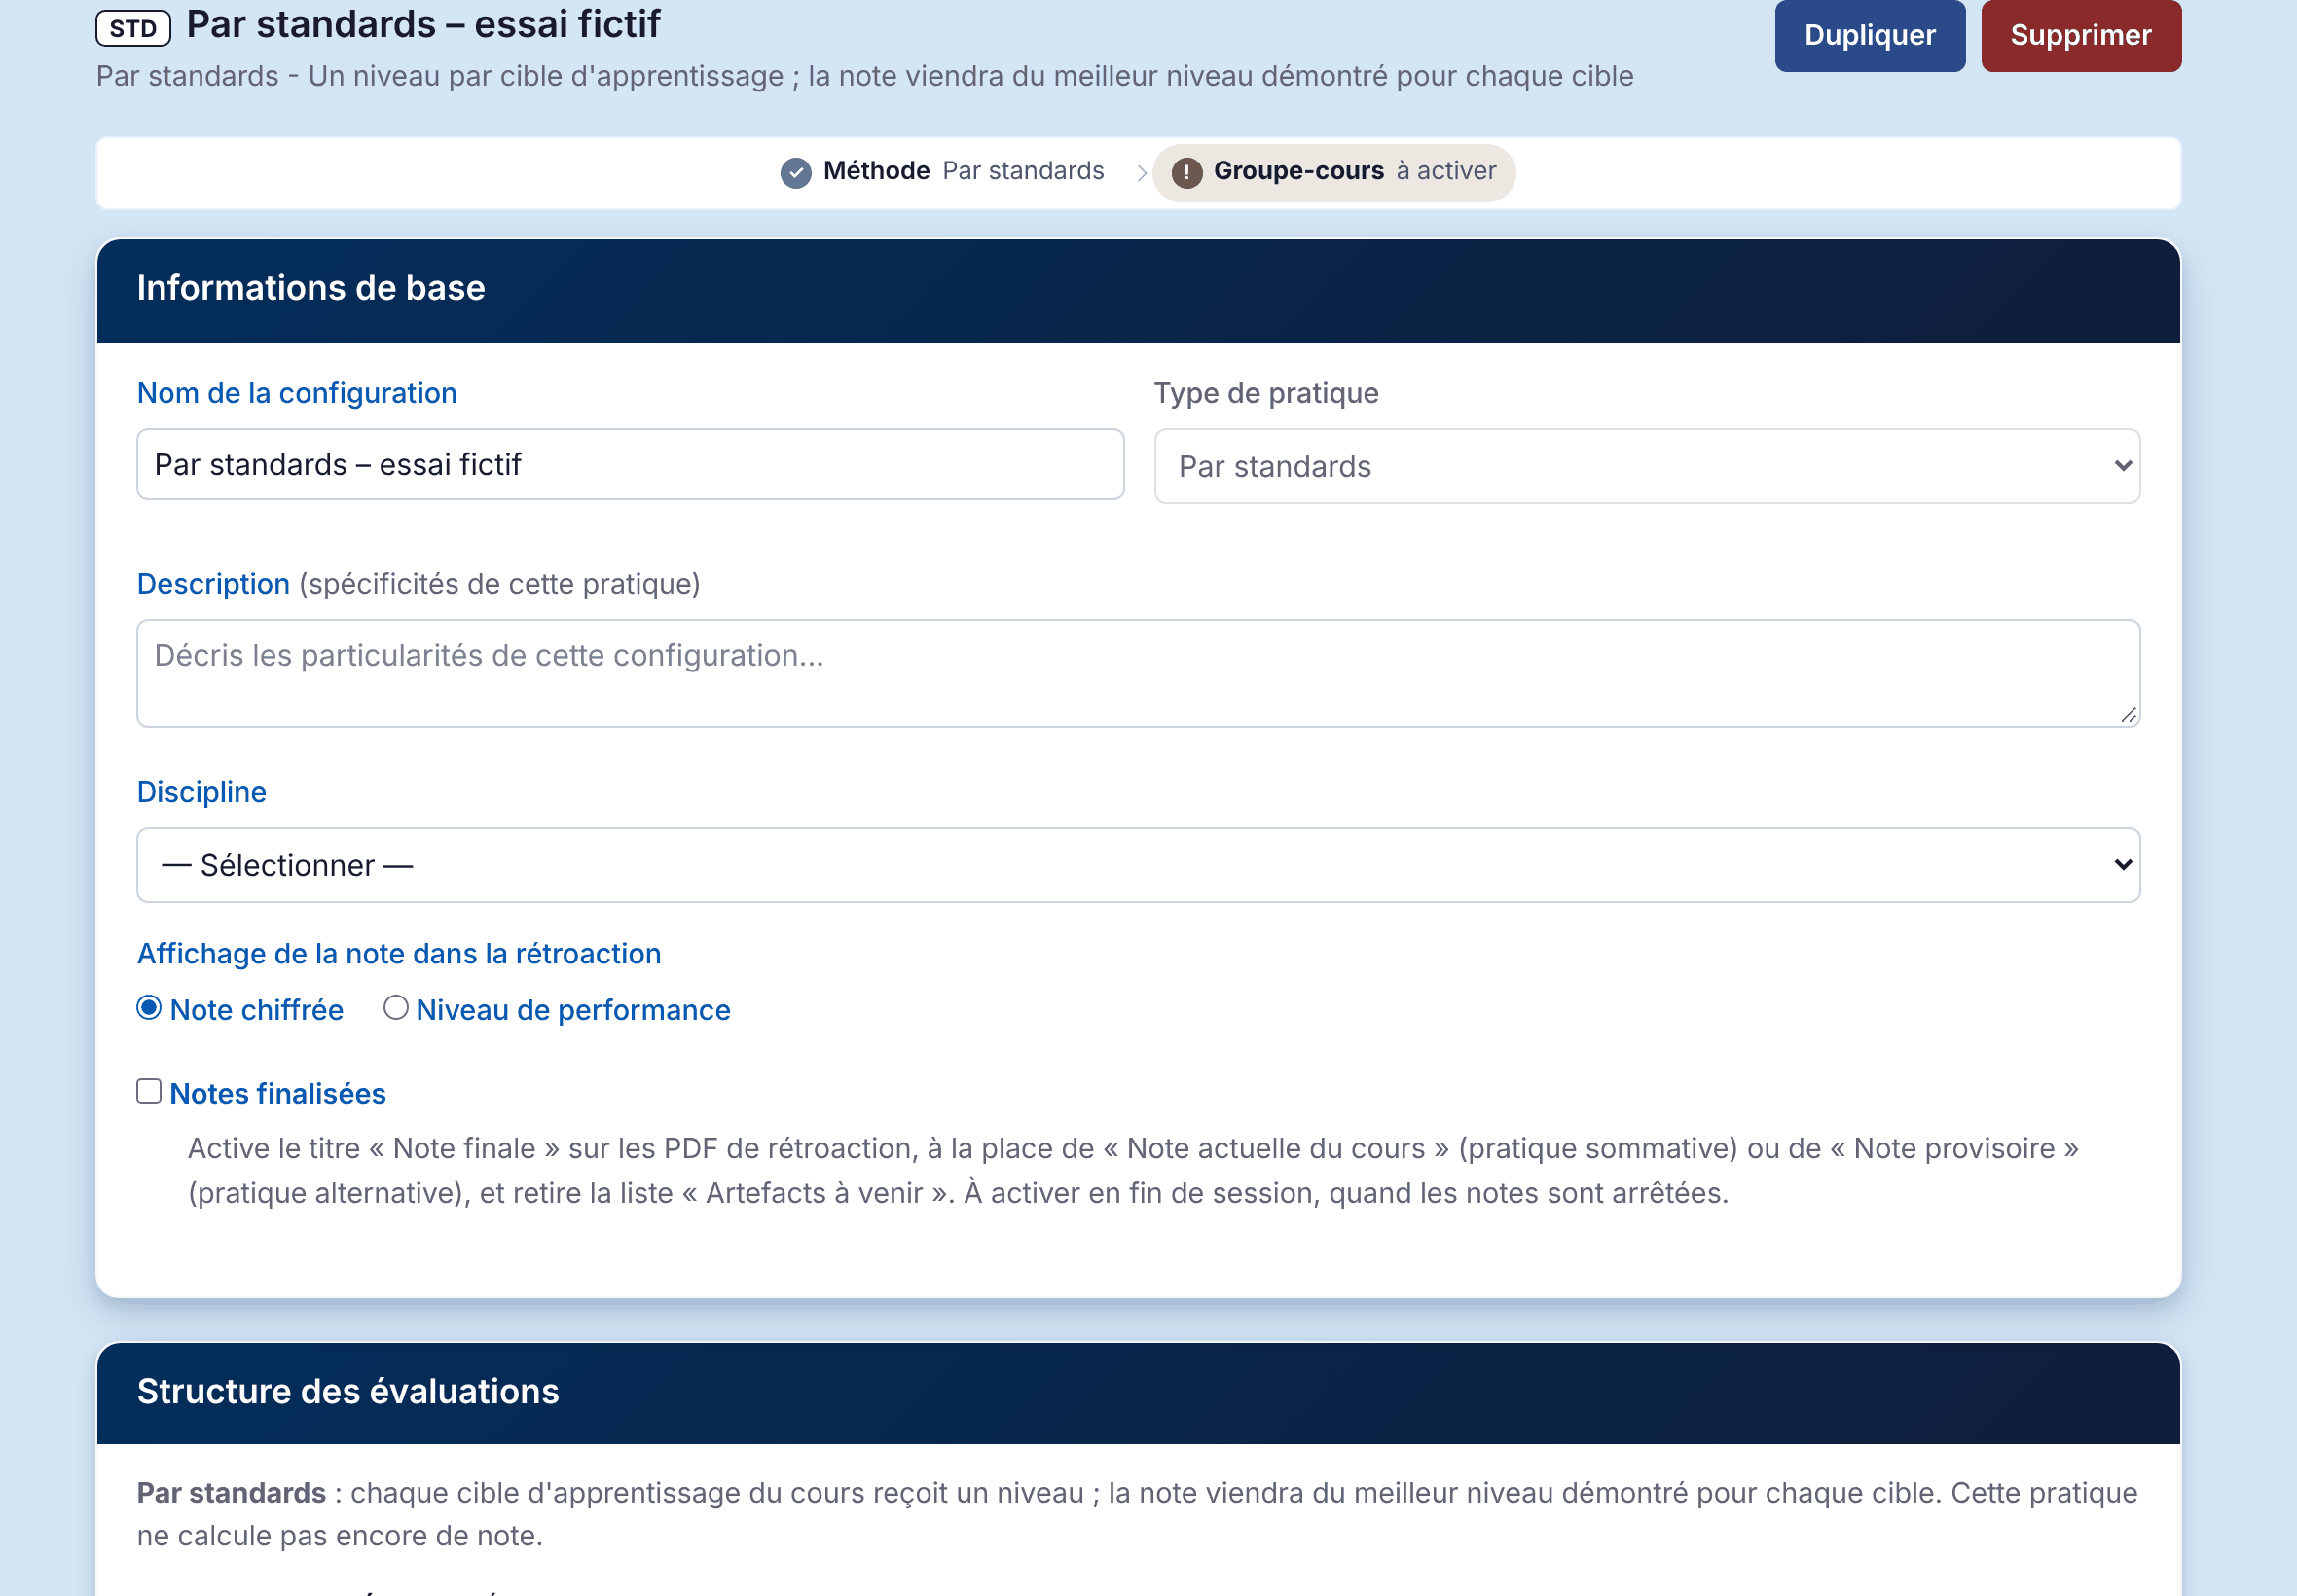 STD Par standards – essai fictif
Dupliquer
Supprimer
Par standards - Un niveau par cible d'apprentissage ; la note viendra du meilleur niveau démontré pour chaque cible
Méthode Par standards
Groupe-cours à activer
Informations de base
Nom de la configuration
Type de pratique
Par standards – essai fictif
Par standards
Description (spécificités de cette pratique)
Décris les particularités de cette configuration...
Discipline
— Sélectionner —
Affichage de la note dans la rétroaction
Note chiffrée
Niveau de performance
Notes finalisées
Active le titre « Note finale » sur les PDF de rétroaction, à la place de « Note actuelle du cours » (pratique sommative) ou de « Note provisoire »
(pratique alternative), et retire la liste « Artefacts à venir ». À activer en fin de session, quand les notes sont arrêtées.
Structure des évaluations
Par standards : chaque cible d'apprentissage du cours reçoit un niveau ; la note viendra du meilleur niveau démontré pour chaque cible. Cette pratique
ne calcule pas encore de note.